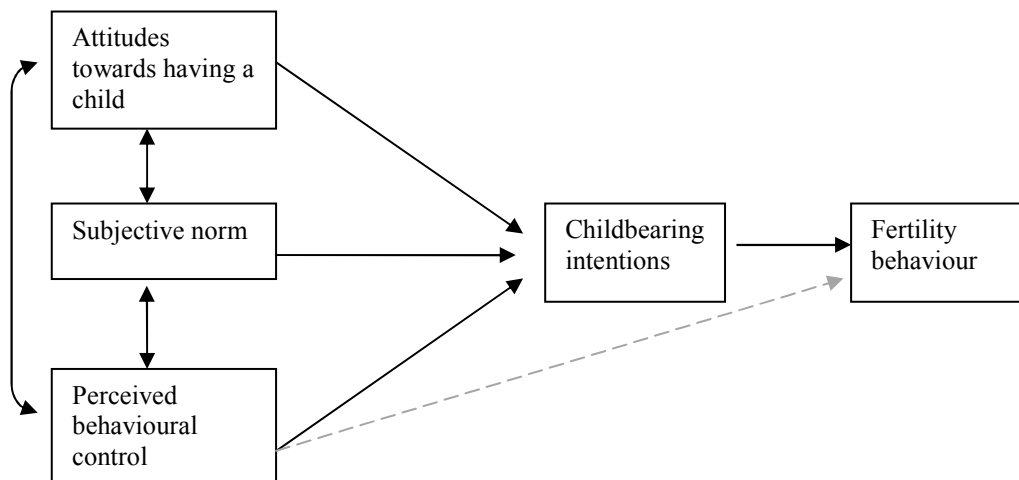 Attitudes
towards having a
child
Subjective norm
Childbearing
intentions
Fertility
behaviour
Perceived
behavioural
control